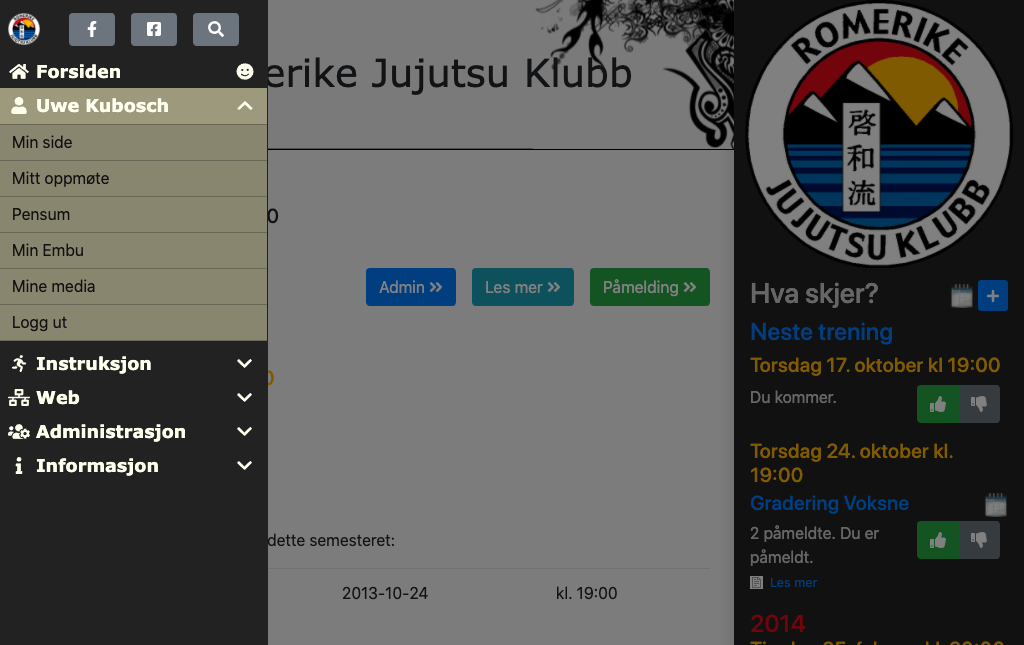 Forsiden
Uwe Kubosch
Min side
Mitt oppmøte
Pensum
Min Embu
Mine media
Logg ut
Instruksjon
Web
Administrasjon
Informasjon
erike Jujutsu Klubb
0
Admin
Les mer
Påmelding
0
dette semesteret:
2013-10-24 kl. 19:00
ROMERIKE
啓和流
JUJUTSU KLUBB
Hva skjer?
Neste trening
Torsdag 17. oktober kl 19:00
Du kommer.
Torsdag 24. oktober kl.
19:00
Gradering Voksne
2 påmeldte. Du er
påmeldt.
Les mer
2014